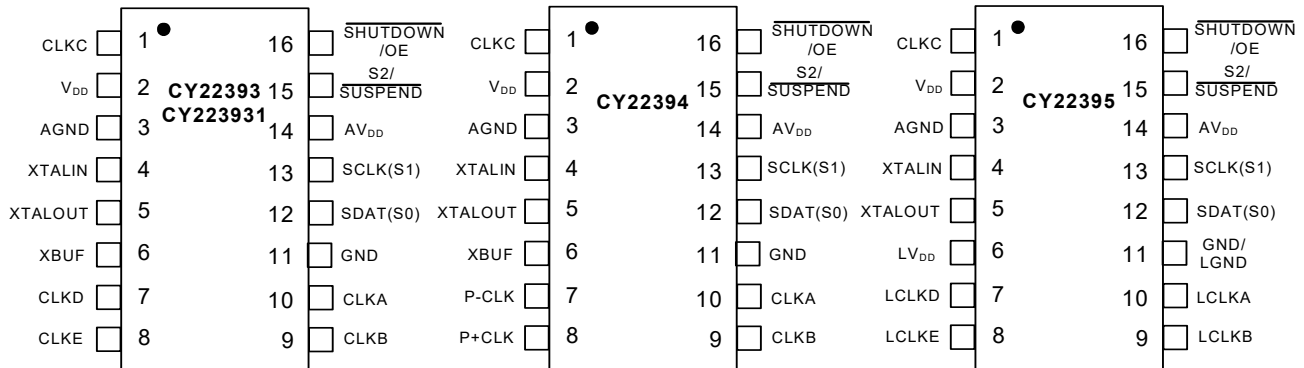 CLKC 1 16 SHUTDOWN
/OE
VDD 2 CY22393 15 S2/
SUSPEND
CY223931
AGND 3 14 AVDD
XTALIN 4 13 SCLK(S1)
XTALOUT 5 12 SDAT(S0)
XBUF 6 11 GND
CLKD 7 10 CLKA
CLKE 8 9 CLKB
CLKC 1 16 SHUTDOWN
/OE
VDD 2 CY22394 15 S2/
SUSPEND
AGND 3 14 AVDD
XTALIN 4 13 SCLK(S1)
XTALOUT 5 12 SDAT(S0)
XBUF 6 11 GND
P-CLK 7 10 CLKA
P+CLK 8 9 CLKB
CLKC 1 16 SHUTDOWN
/OE
VDD 2 CY22395 15 S2/
SUSPEND
AGND 3 14 AVDD
XTALIN 4 13 SCLK(S1)
XTALOUT 5 12 SDAT(S0)
LVDD 6 11 GND/
LGND
LCLKD 7 10 LCLKA
LCLKE 8 9 LCLKB